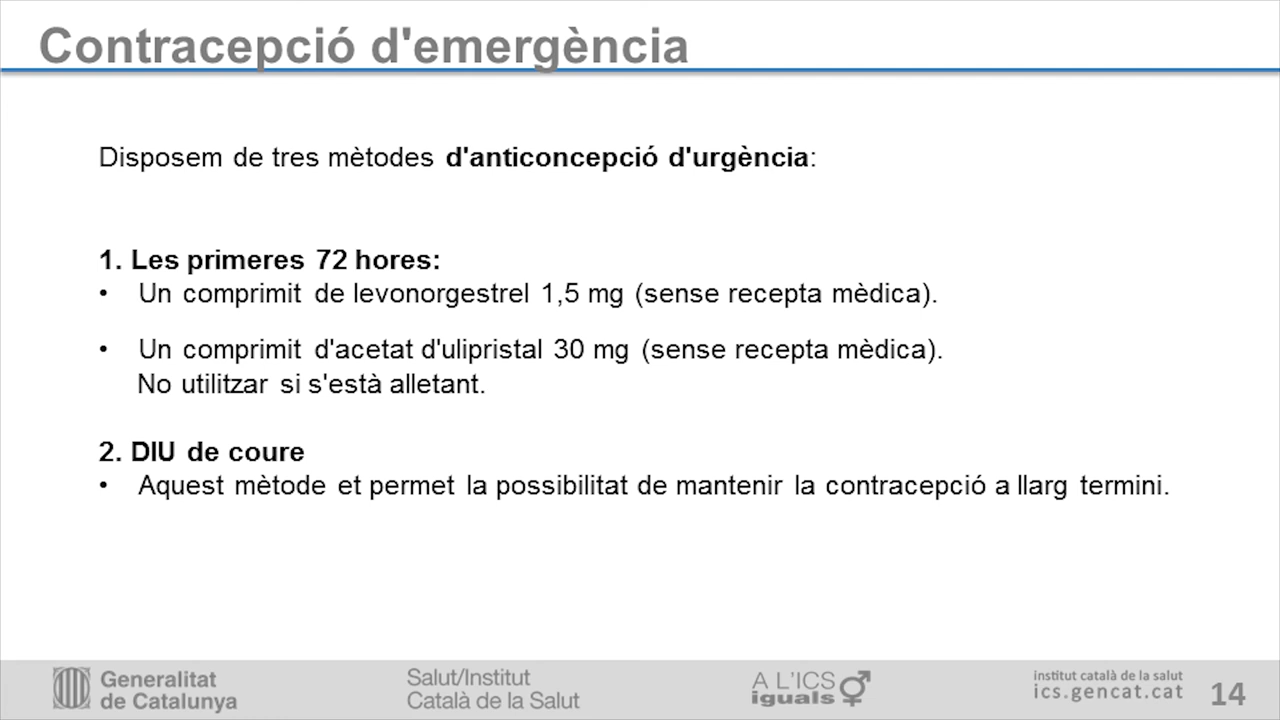 Contracepció d'emergència
Disposem de tres mètodes d'anticoncepció d'urgència:
1. Les primeres 72 hores:
• Un comprimit de levonorgestrel 1,5 mg (sense recepta mèdica).
• Un comprimit d'acetat d'ulipristal 30 mg (sense recepta mèdica).
No utilitzar si s'està alletant.
2. DIU de coure
• Aquest mètode et permet la possibilitat de mantenir la contracepció a llarg termini.
Generalitat
de Catalunya
Salut/Institut
Català de la Salut
A L'ICS
iguals
institut català de la salut
ics.gencat.cat
14